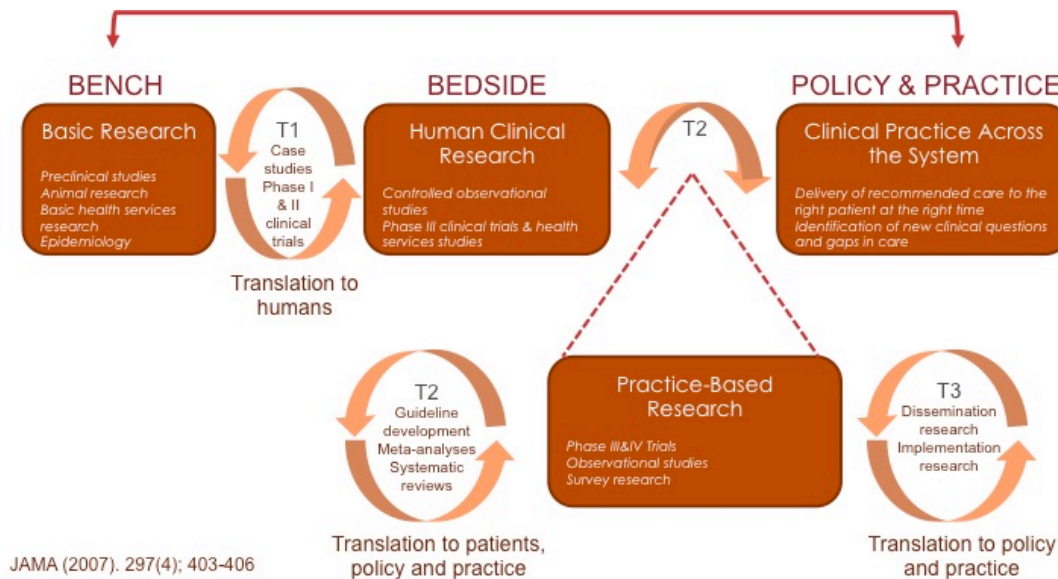 BENCH
Basic Research
Preclinical studies
Animal research
Basic health services
research
Epidemiology
T1
Case
studies
Phase I
& II
clinical
trials
Translation to
humans
BEDSIDE
Human Clinical
Research
Controlled observational
studies
Phase III clinical trials & health
services studies
T2
POLICY & PRACTICE
Clinical Practice Across
the System
Delivery of recommended care to the
right patient at the right time
Identification of new clinical questions
and gaps in care
T2
Guideline
development
Meta-analyses
Systematic
reviews
Translation to patients,
policy and practice
Practice-Based
Research
Phase III&IV Trials
Observational studies
Survey research
T3
Dissemination
research
Implementation
research
Translation to policy
and practice
JAMA (2007). 297(4); 403-406